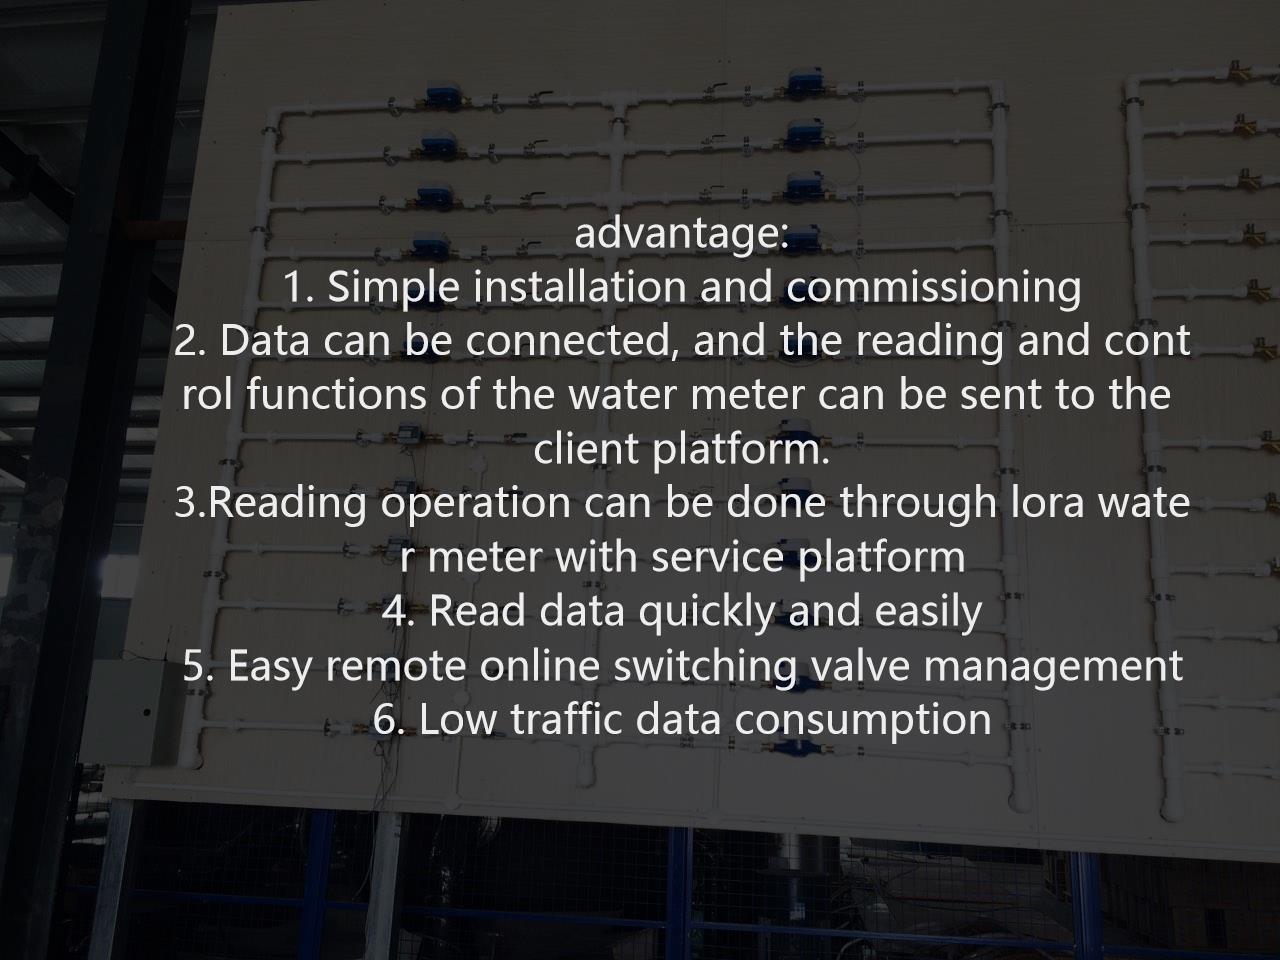 advantage:
1. Simple installation and commissioning
2. Data can be connected, and the reading and cont
rol functions of the water meter can be sent to the
client platform.
3.Reading operation can be done through lora wate
r meter with service platform
4. Read data quickly and easily
5. Easy remote online switching valve management
6. Low traffic data consumption